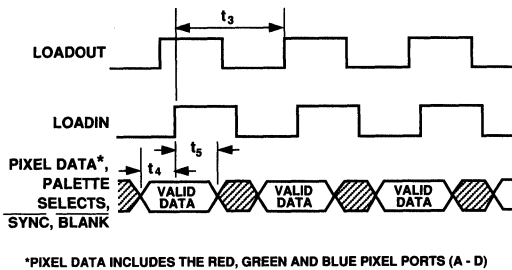 t3
LOADOUT
LOADIN
t5
PIXEL DATA*,
t4
PALETTE
SELECTS,
SYNC, BLANK
VALID DATA
VALID DATA
VALID DATA
*PIXEL DATA INCLUDES THE RED, GREEN AND BLUE PIXEL PORTS (A - D)